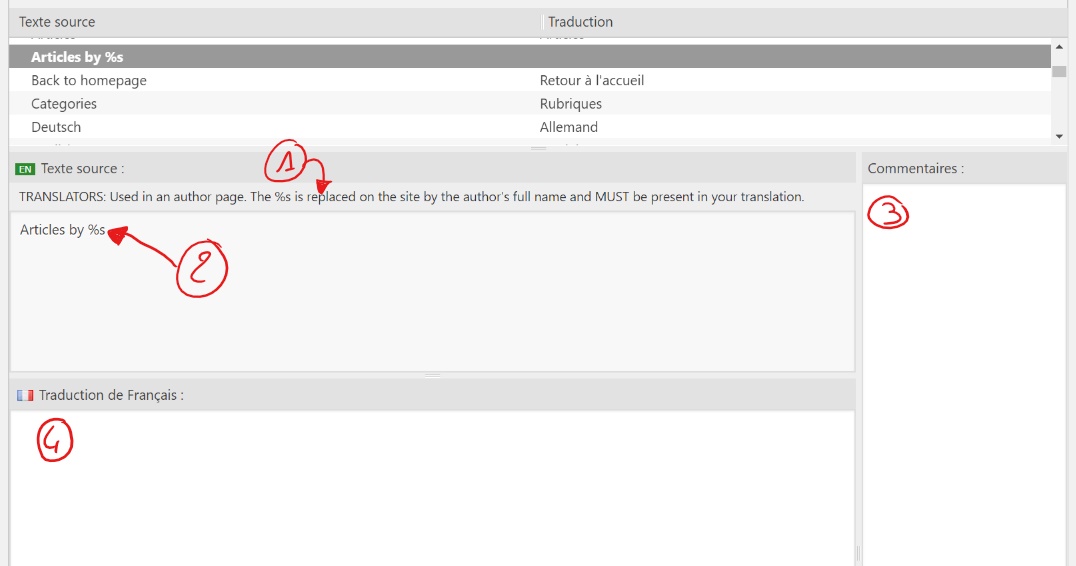 Texte source Traduction
Articles by %s
Back to homepage Retour à l'accueil
Categories Rubriques
Deutsch Allemand
EN Texte source : 1 Commentaires :
TRANSLATORS: Used in an author page. The %s is replaced on the site by the author's full name and MUST be present in your translation.
3
Articles by %s
2
Traduction de Français :
4